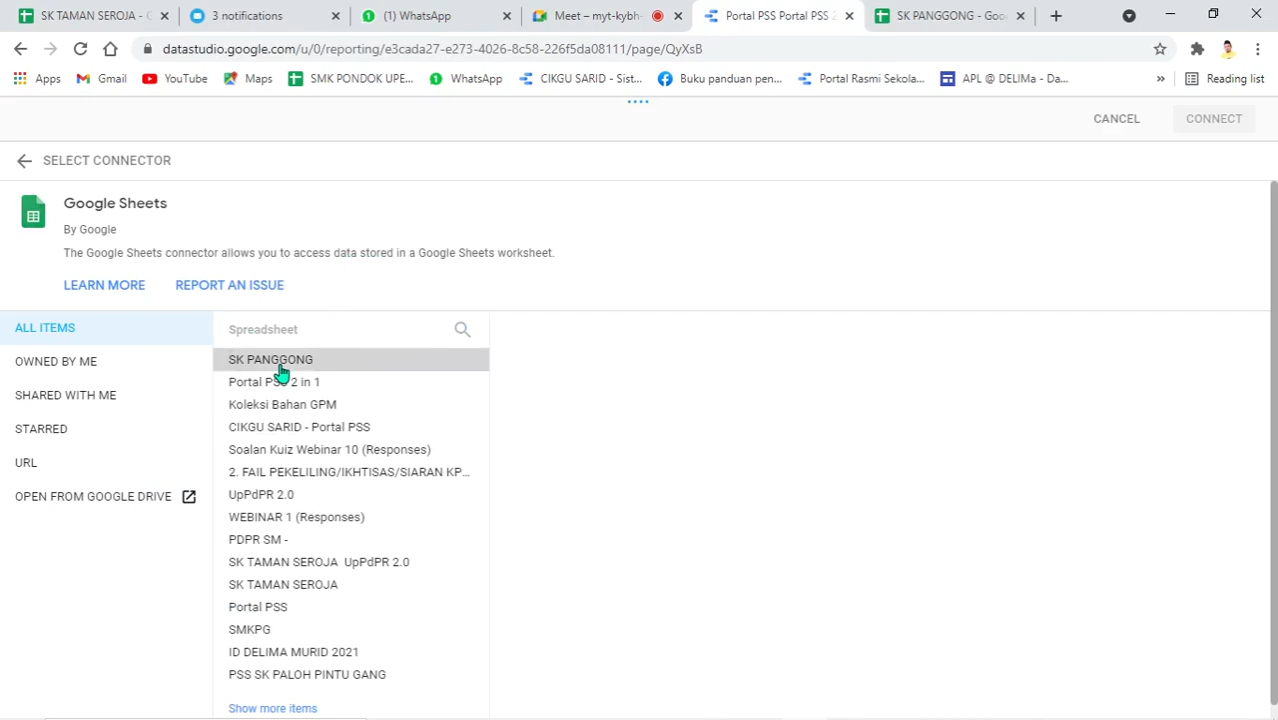 SK TAMAN SEROJA - G
3 notifications
(1) WhatsApp
Meet – myt-kybh-
Portal PSS Portal PSS 2
SK PANGGONG - Goo
datastudio.google.com/u/0/reporting/e3cada27-e273-4026-8c58-226f5da08111/page/QyXsB
Apps
Gmail
YouTube
Maps
SMK PONDOK UPE...
WhatsApp
CIKGU SARID - Sist...
Buku panduan pen...
Portal Rasmi Sekola...
APL @ DELIMa - Da...
»
Reading list
CANCEL
CONNECT
SELECT CONNECTOR
Google Sheets
By Google
The Google Sheets connector allows you to access data stored in a Google Sheets worksheet.
LEARN MORE
REPORT AN ISSUE
ALL ITEMS
OWNED BY ME
SHARED WITH ME
STARRED
URL
OPEN FROM GOOGLE DRIVE
Spreadsheet
SK PANGGONG
Portal PSS 2 in 1
Koleksi Bahan GPM
CIKGU SARID - Portal PSS
Soalan Kuiz Webinar 10 (Responses)
2. FAIL PEKELILING/IKHTISAS/SIARAN KP...
UpPdPR 2.0
WEBINAR 1 (Responses)
PDPR SM -
SK TAMAN SEROJA UpPdPR 2.0
SK TAMAN SEROJA
Portal PSS
SMKPG
ID DELIMA MURID 2021
PSS SK PALOH PINTU GANG
Show more items